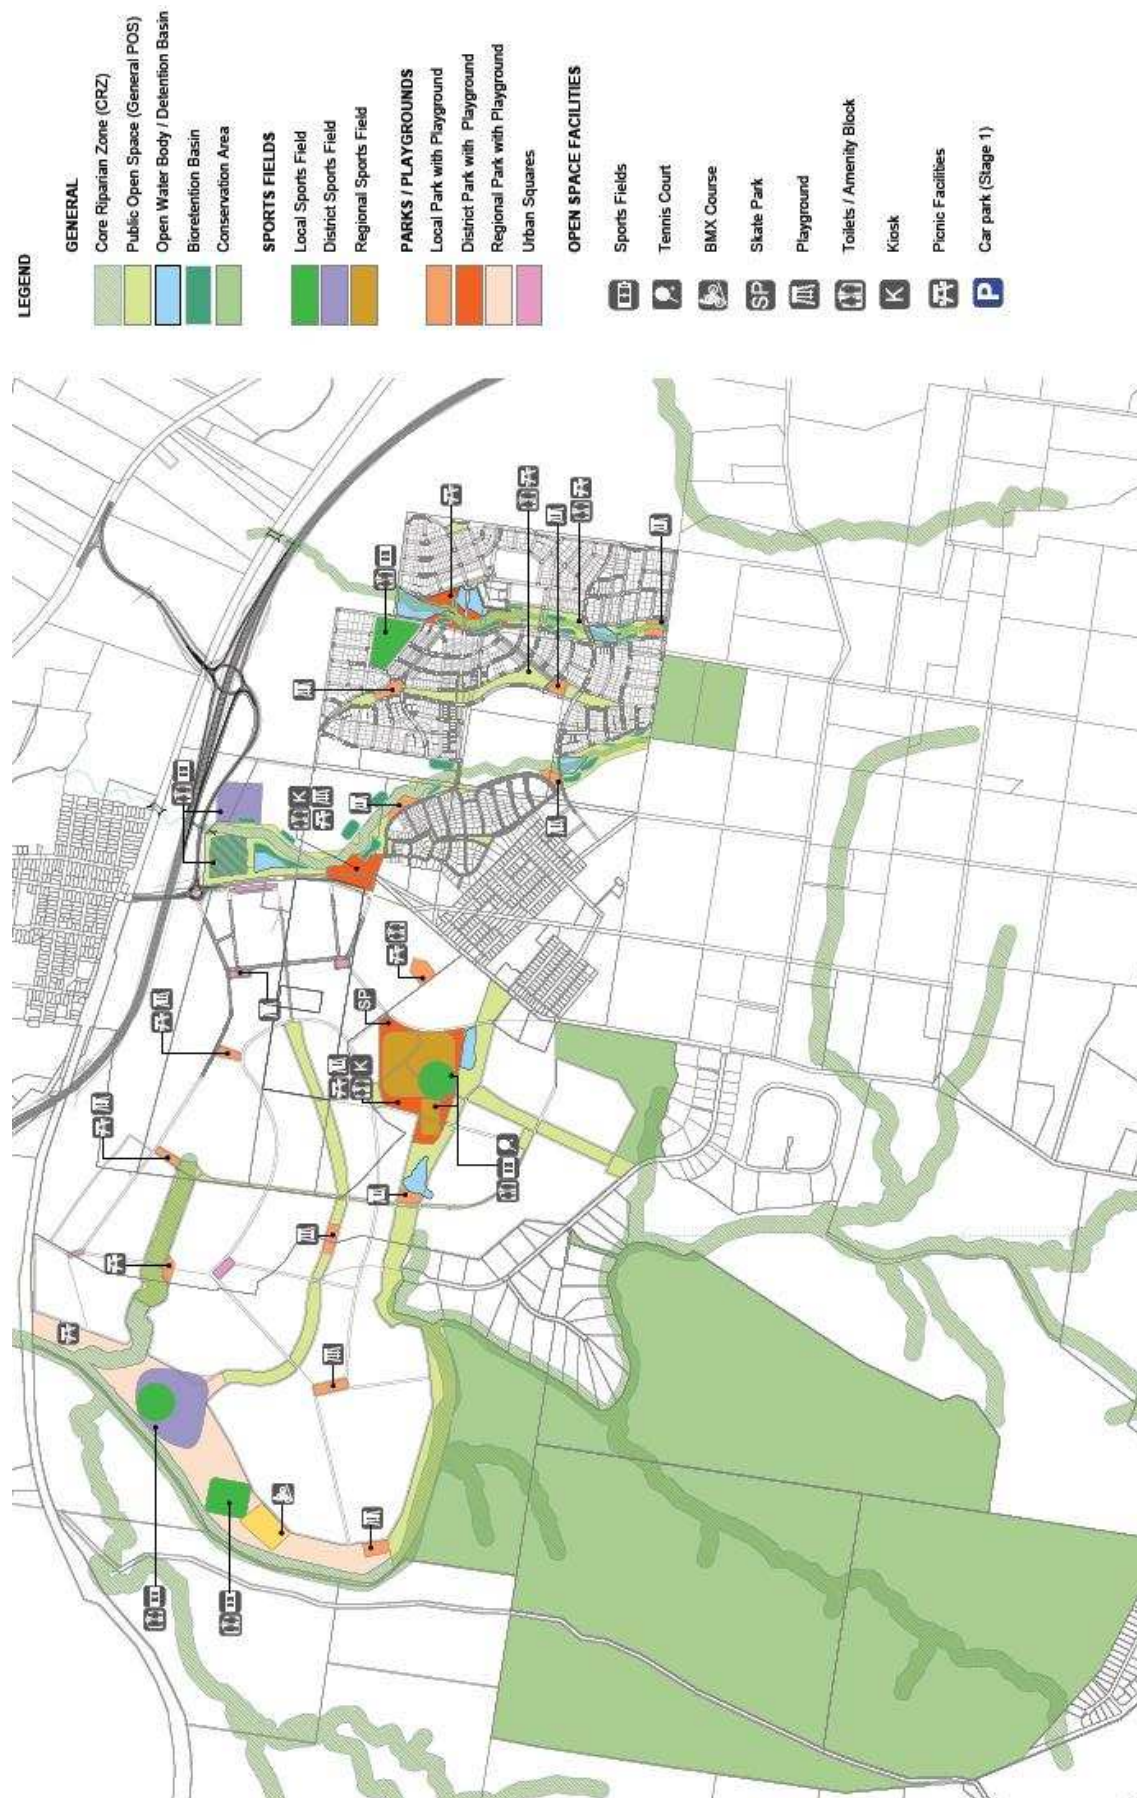 LEGEND
GENERAL
Core Riparian Zone (CRZ)
Public Open Space (General POS)
Open Water Body / Detention Basin
Bioretention Basin
Conservation Area
SPORTS FIELDS
Local Sports Field
District Sports Field
Regional Sports Field
PARKS / PLAYGROUNDS
Local Park with Playground
District Park with Playground
Regional Park with Playground
Urban Squares
OPEN SPACE FACILITIES
Sports Fields
Tennis Court
BMX Course
SP Skate Park
Playground
Toilets / Amenity Block
K Kiosk
Picnic Facilities
P Car park (Stage 1)
K
SP
K